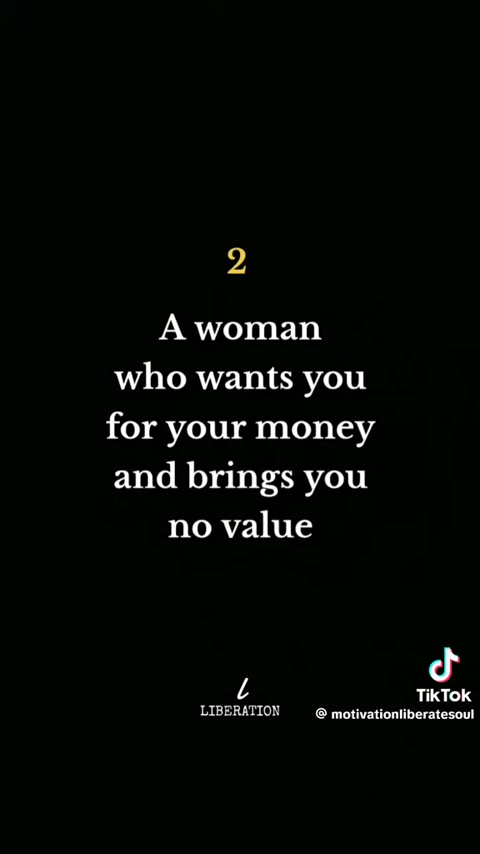 2
A woman
who wants you
for your money
and brings you
no value
l
LIBERATION
TikTok
@ motivationliberatesoul